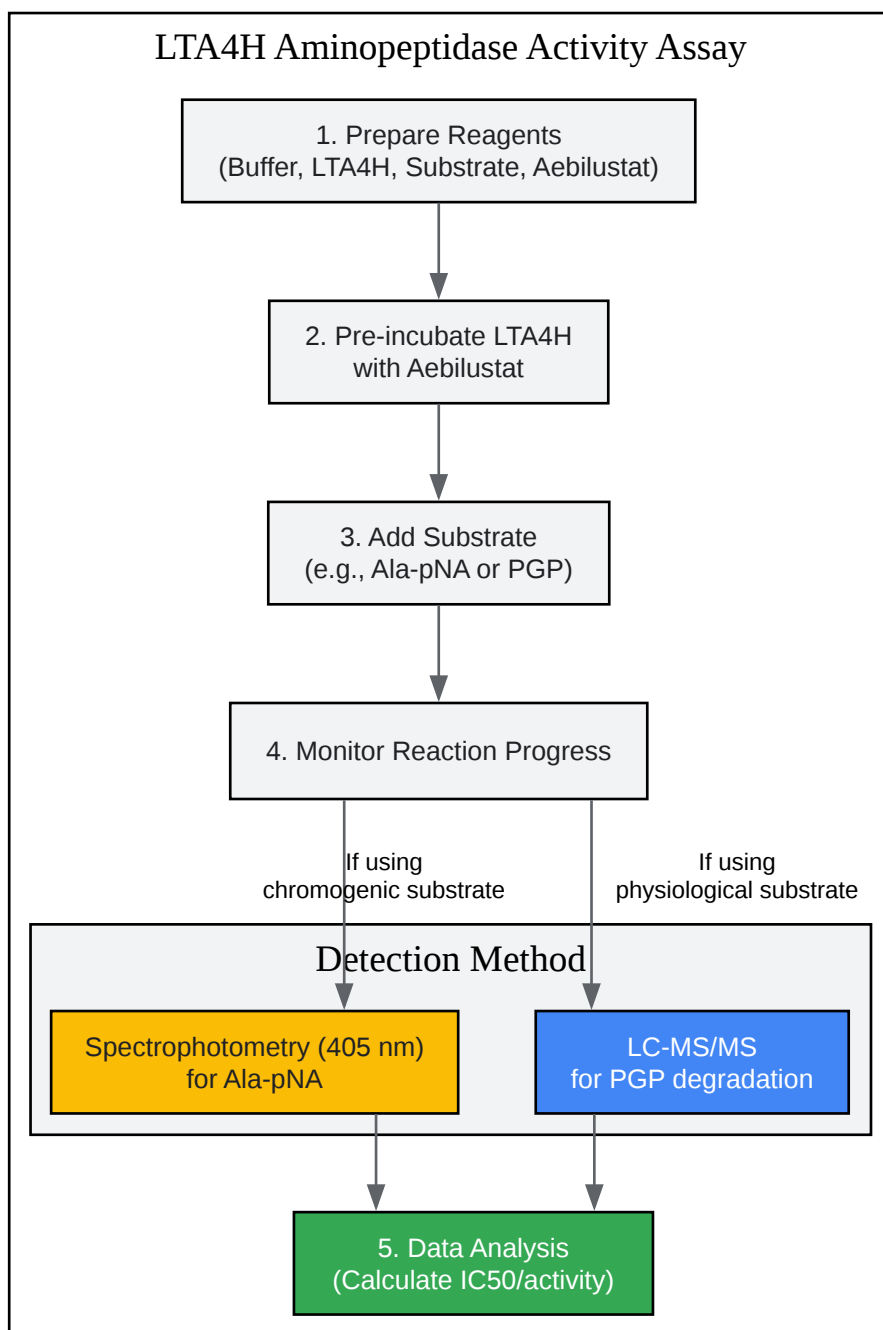 LTA4H Aminopeptidase Activity Assay
1. Prepare Reagents
(Buffer, LTA4H, Substrate, Aebilustat)
2. Pre-incubate LTA4H
with Aebilustat
3. Add Substrate
(e.g., Ala-pNA or PGP)
4. Monitor Reaction Progress
If using
chromogenic substrate
If using
physiological substrate
Detection Method
Spectrophotometry (405 nm)
for Ala-pNA
LC-MS/MS
for PGP degradation
5. Data Analysis
(Calculate IC50/activity)